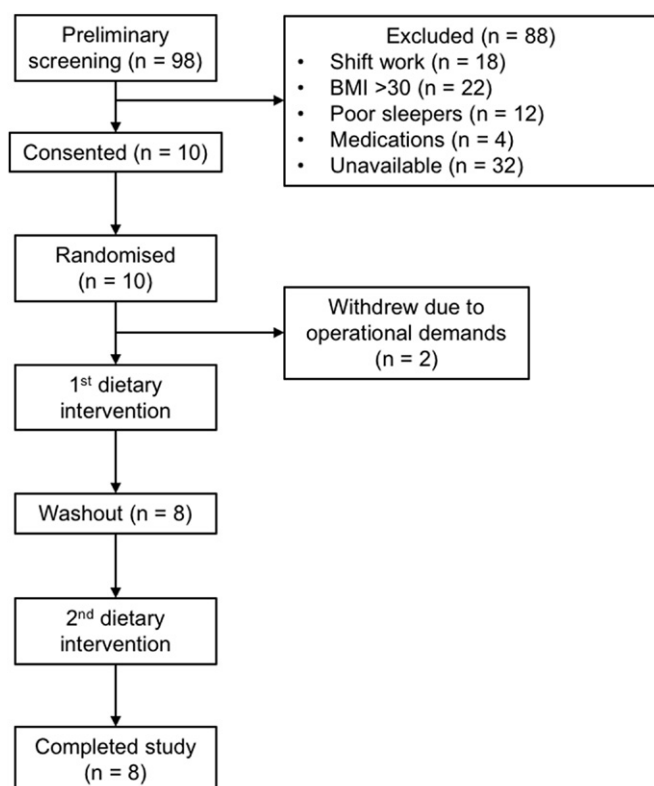 Preliminary
screening (n = 98)
Excluded (n = 88)
• Shift work (n = 18)
• BMI >30 (n = 22)
• Poor sleepers (n = 12)
• Medications (n = 4)
• Unavailable (n = 32)
Consented (n = 10)
Randomised
(n = 10)
Withdrew due to
operational demands
(n = 2)
1st dietary
intervention
Washout (n = 8)
2nd dietary
intervention
Completed study
(n = 8)